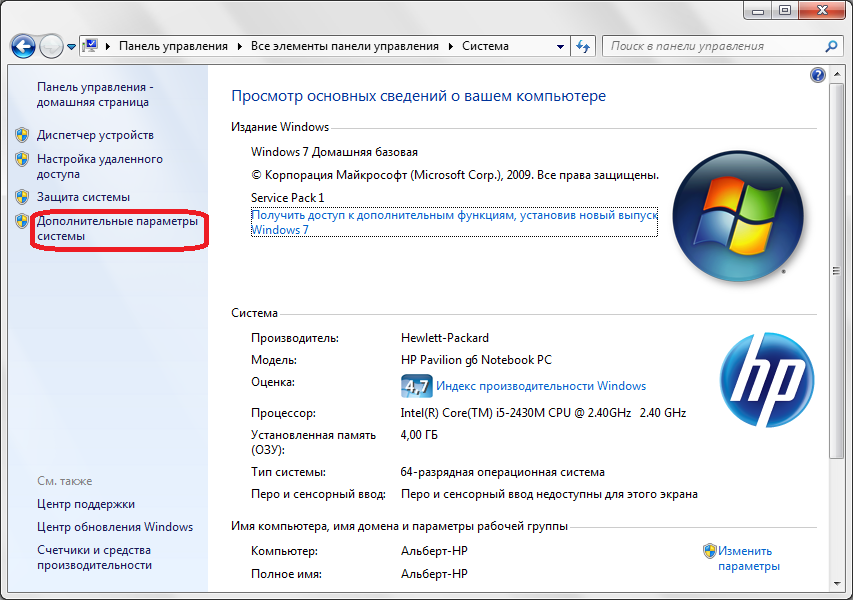 Панель управления
Все элементы панели управления
Система
Поиск в панели управления
Панель управления -
домашняя страница
Диспетчер устройств
Настройка удаленного
доступа
Защита системы
Дополнительные параметры
системы
См. также
Центр поддержки
Центр обновления Windows
Счетчики и средства
производительности
Просмотр основных сведений о вашем компьютере
Издание Windows
Windows 7 Домашняя базовая
© Корпорация Майкрософт (Microsoft Corp.), 2009. Все права защищены.
Service Pack 1
Получить доступ к дополнительным функциям, установив новый выпуск
Windows 7
Система
Производитель: Hewlett-Packard
Модель: HP Pavilion g6 Notebook PC
Оценка: 4,7 Индекс производительности Windows
Процессор: Intel(R) Core(TM) i5-2430M CPU @ 2.40GHz 2.40 GHz
Установленная память 4,00 ГБ
(ОЗУ):
Тип системы: 64-разрядная операционная система
Перо и сенсорный ввод: Перо и сенсорный ввод недоступны для этого экрана
hp
Имя компьютера, имя домена и параметры рабочей группы
Компьютер: Альберт-HP
Изменить
параметры
Полное имя: Альберт-HP